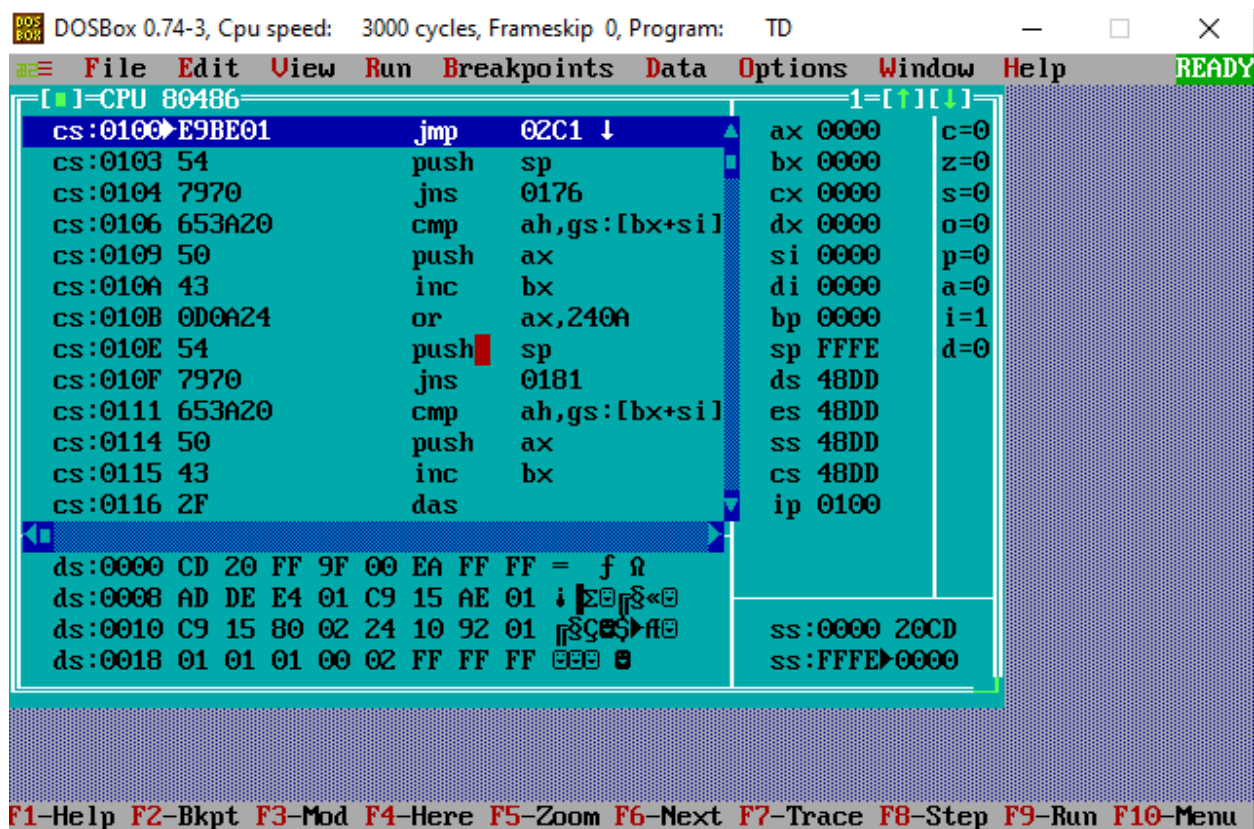 DOS BOX DOSBox 0.74-3, Cpu speed: 3000 cycles, Frameskip 0, Program: TD
≡ File Edit View Run Breakpoints Data Options Window Help READY
[■]=CPU 80486 1=[↑][↓]
cs:0100►E9BE01 jmp 02C1 ↓ ax 0000 c=0
cs:0103 54 push sp bx 0000 z=0
cs:0104 7970 jns 0176 cx 0000 s=0
cs:0106 653A20 cmp ah,gs:[bx+si] dx 0000 o=0
cs:0109 50 push ax si 0000 p=0
cs:010A 43 inc bx di 0000 a=0
cs:010B 0D0A24 or ax,240A bp 0000 i=1
cs:010E 54 push sp sp FFFE d=0
cs:010F 7970 jns 0181 ds 48DD
cs:0111 653A20 cmp ah,gs:[bx+si] es 48DD
cs:0114 50 push ax ss 48DD
cs:0115 43 inc bx cs 48DD
cs:0116 2F das ip 0100
ds:0000 CD 20 FF 9F 00 EA FF FF = ƒ Ω
ds:0008 AD DE E4 01 C9 15 AE 01 ¡▐Σ☺╔§«☺
ds:0010 C9 15 80 02 24 10 92 01 ╔§Ç☻$►Æ☺ ss:0000 20CD
ds:0018 01 01 01 00 02 FF FF FF ☺☺☺ ☻ ss:FFFE►0000
F1-Help F2-Bkpt F3-Mod F4-Here F5-Zoom F6-Next F7-Trace F8-Step F9-Run F10-Menu